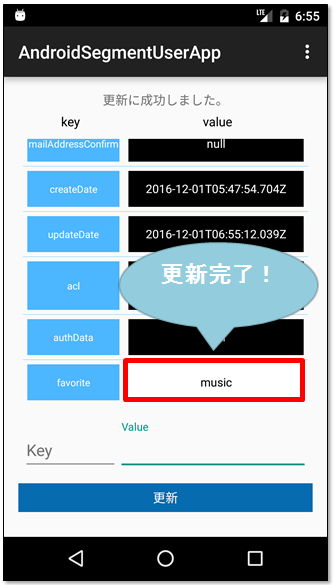 LTE 6:55
AndroidSegmentUserApp
更新に成功しました。
key value
mailAddressConfirm null
createDate 2016-12-01T05:47:54.704Z
updateDate 2016-12-01T06:55:12.039Z
更新完了！
acl
authData
favorite music
Value
Key
更新